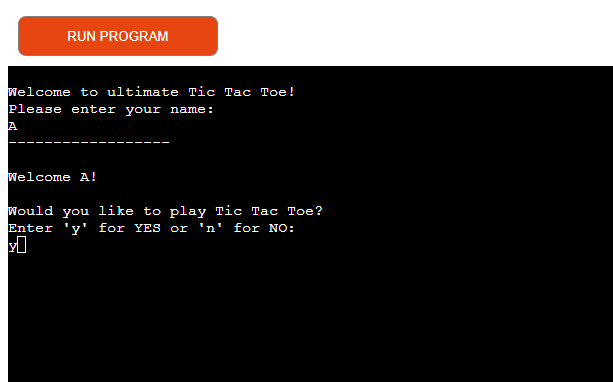 RUN PROGRAM
Welcome to ultimate Tic Tac Toe!
Please enter your name:
A
------------------
Welcome A!
Would you like to play Tic Tac Toe?
Enter 'y' for YES or 'n' for NO:
y